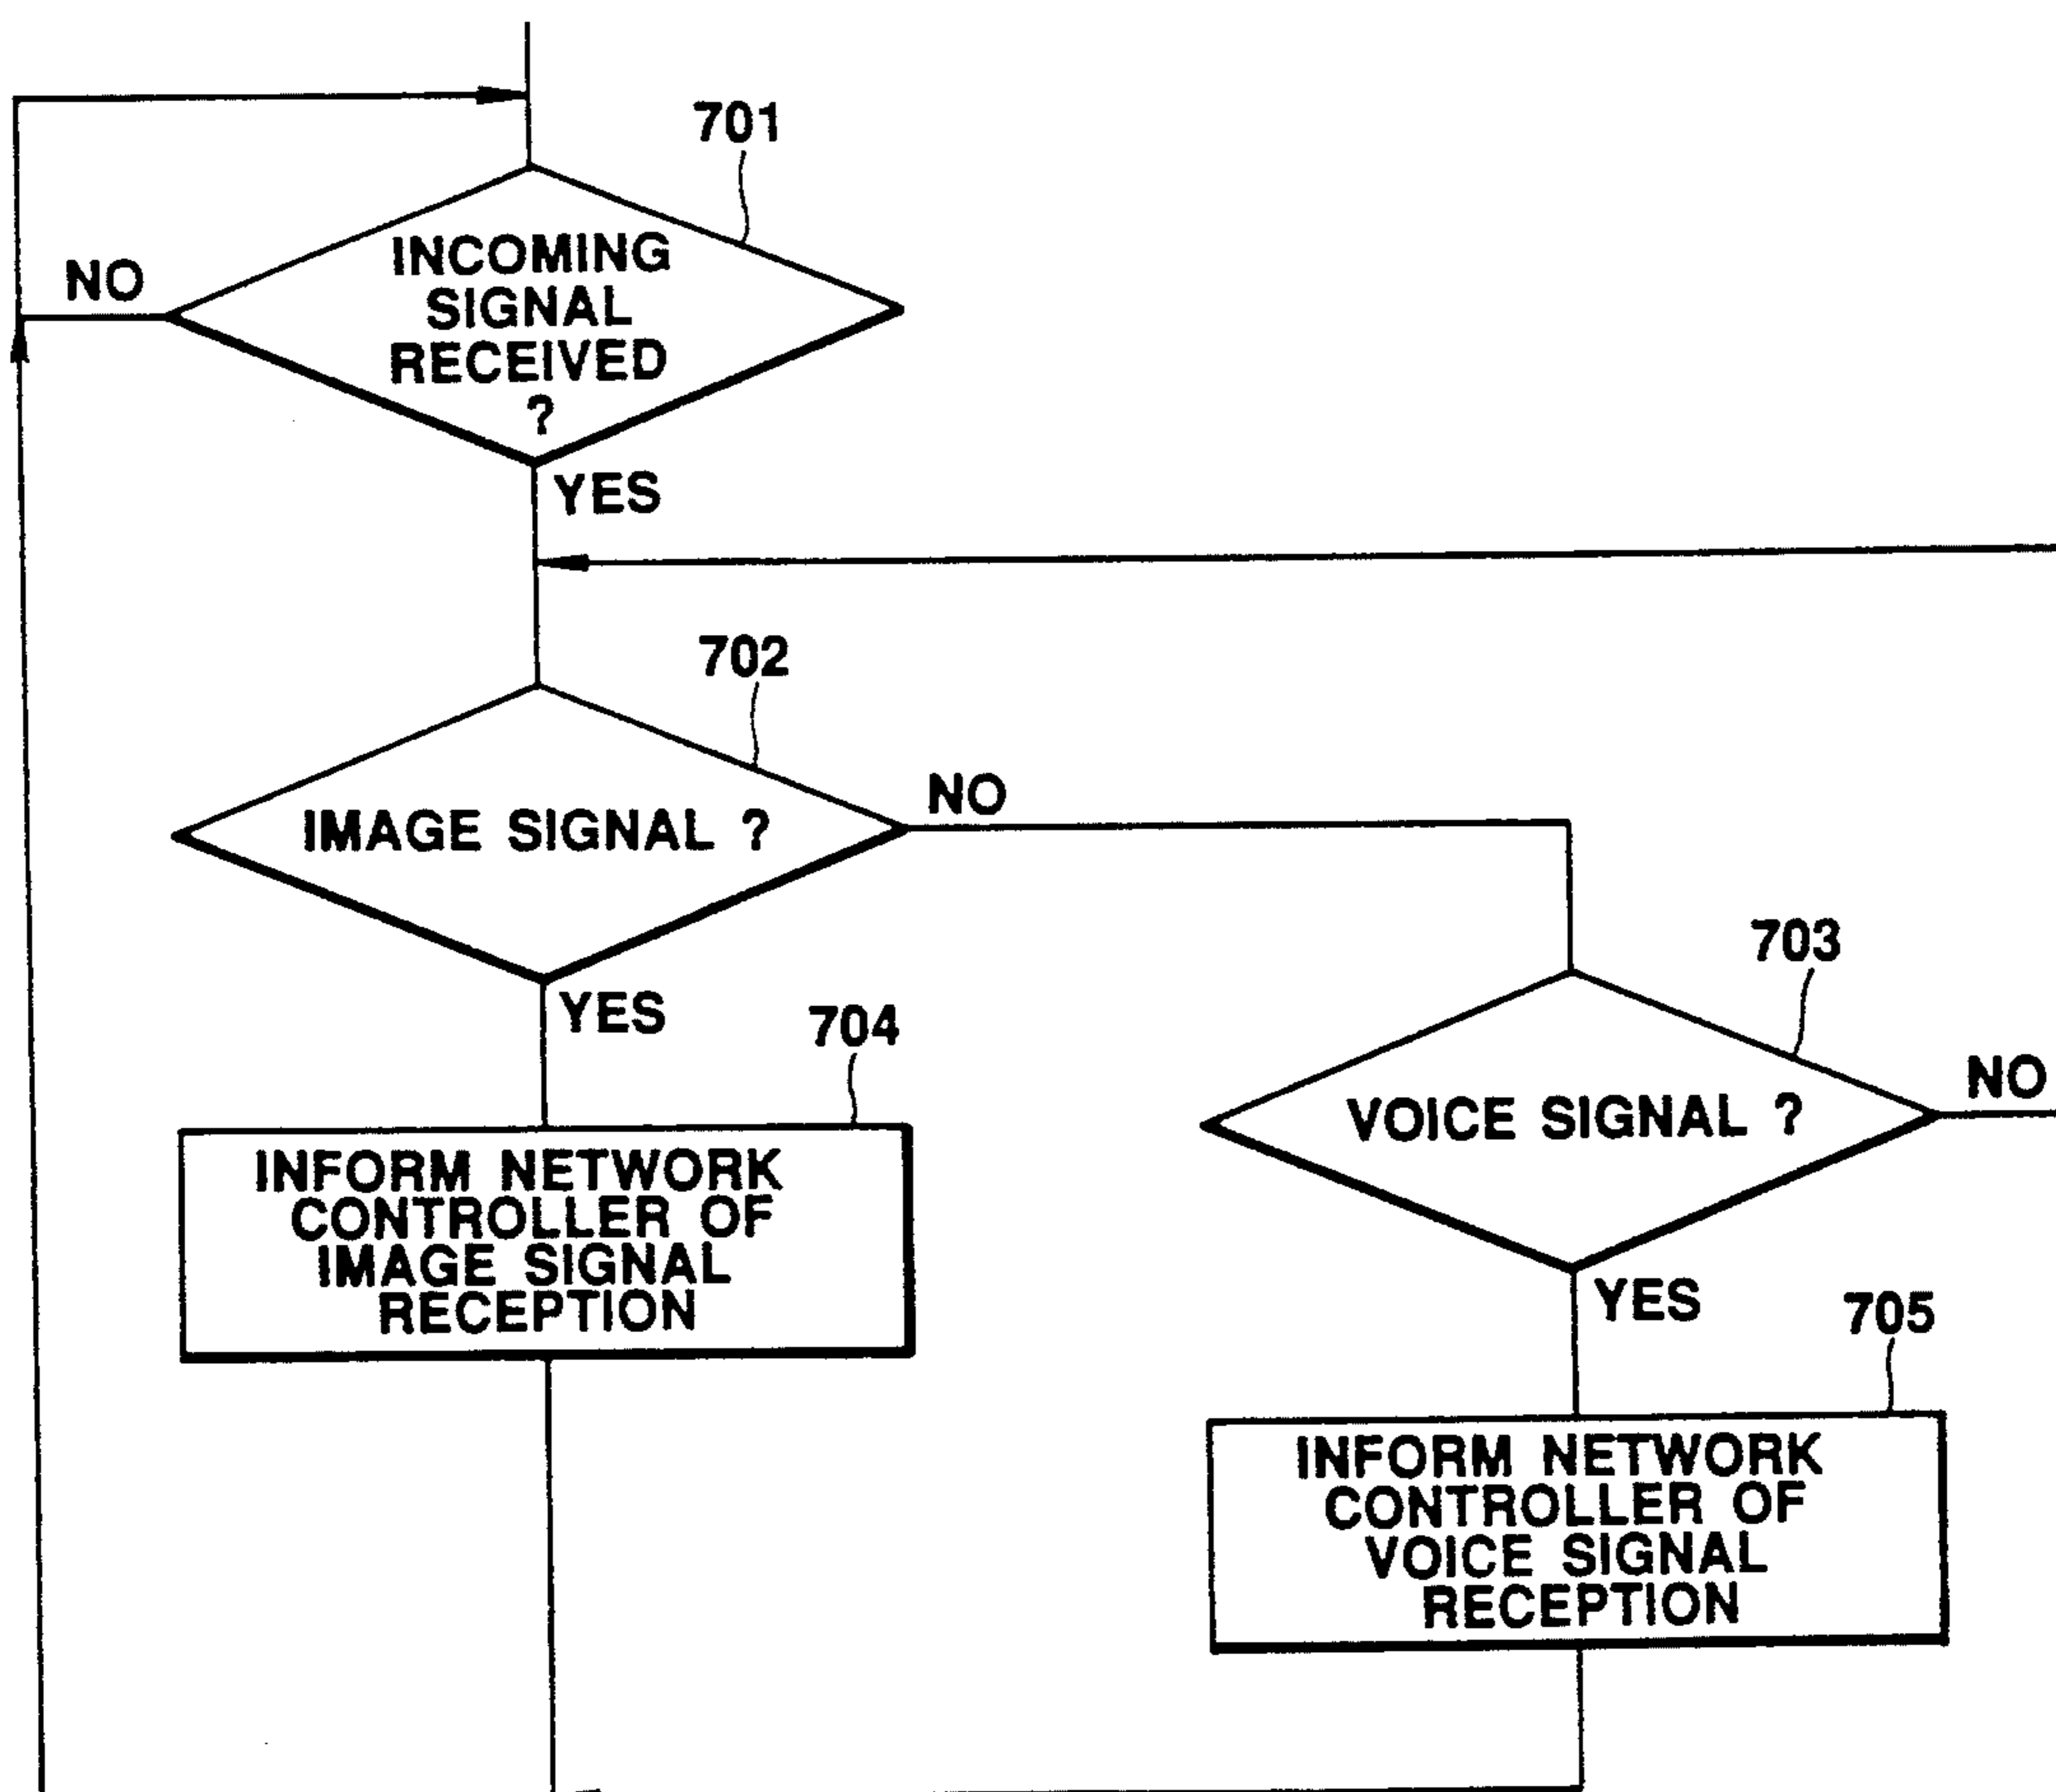 701
INCOMING
SIGNAL
RECEIVED
?
NO
YES
702
IMAGE SIGNAL ?
NO
YES
703
VOICE SIGNAL ?
NO
YES
704
INFORM NETWORK
CONTROLLER OF
IMAGE SIGNAL
RECEPTION
705
INFORM NETWORK
CONTROLLER OF
VOICE SIGNAL
RECEPTION